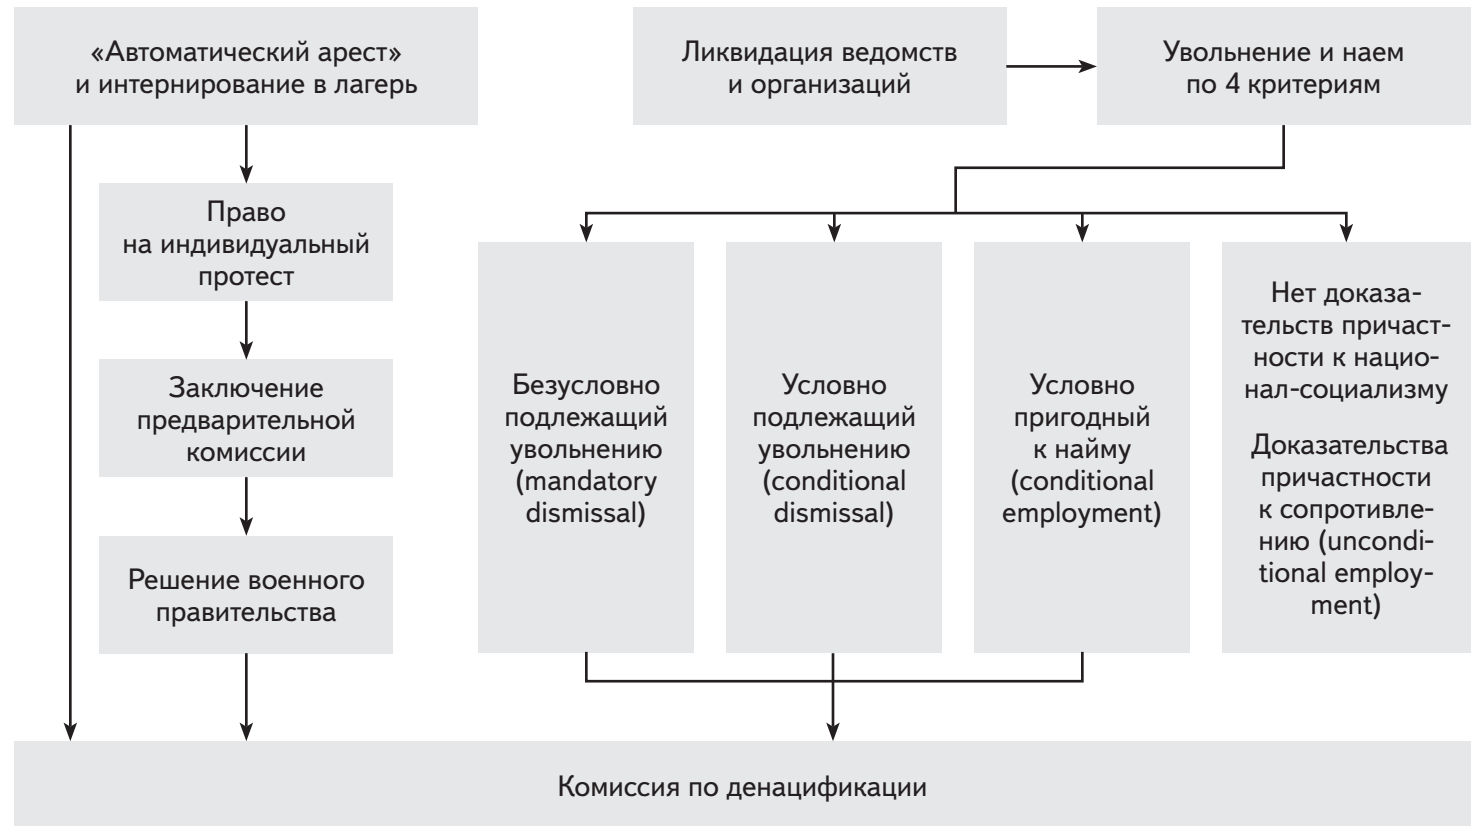 «Автоматический арест»
и интернирование в лагерь
Ликвидация ведомств
и организаций
Увольнение и наем
по 4 критериям
Право
на индивидуальный
протест
Заключение
предварительной
комиссии
Решение военного
правительства
Безусловно
подлежащий
увольнению
(mandatory
dismissal)
Условно
подлежащий
увольнению
(conditional
dismissal)
Условно
пригодный
к найму
(conditional
employment)
Нет доказа-
тельств причаст-
ности к нацио-
нал-социализму
Доказательства
причастности
к сопротивле-
нию (uncondi-
tional employ-
ment)
Комиссия по денацификации